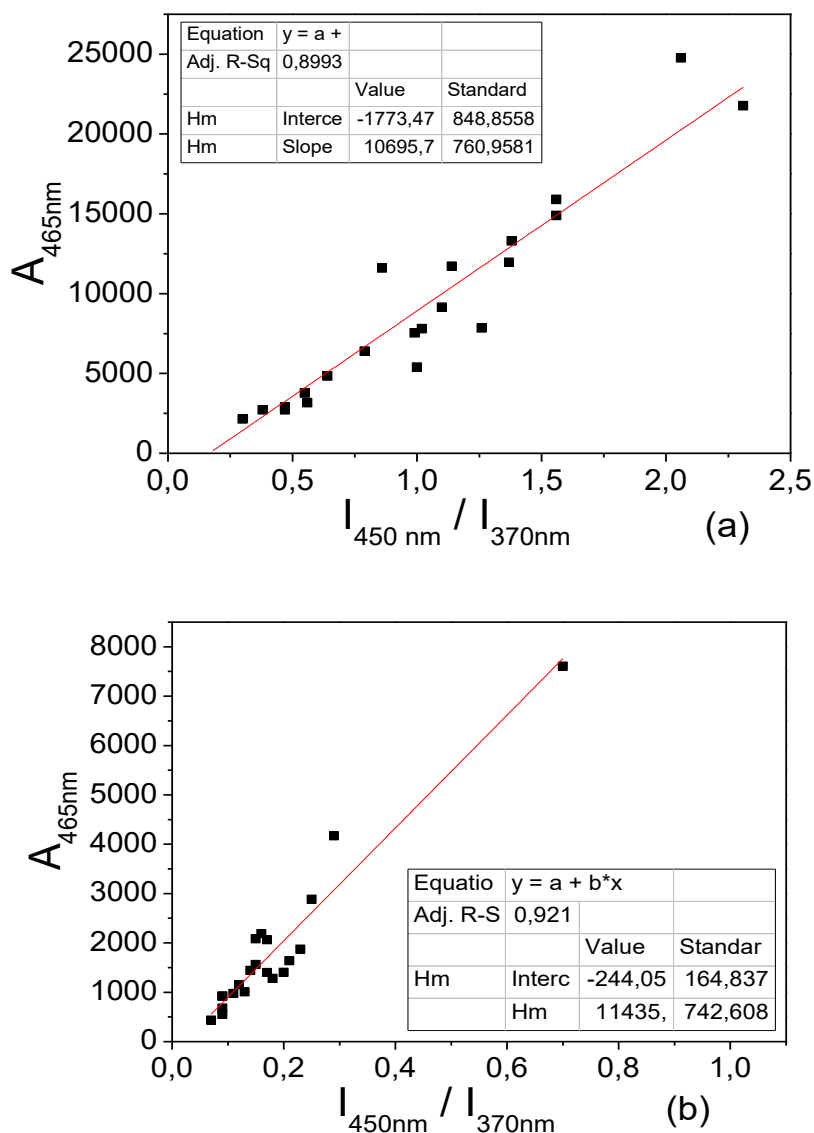 Equation y = a +
Adj. R-Sq 0,8993
Value Standard
Hm Interce -1773,47 848,8558
Hm Slope 10695,7 760,9581
25000
20000
15000
10000
5000
0
A465nm
0,0 0,5 1,0 1,5 2,0 2,5
I450 nm / I370nm (a)
8000
7000
6000
5000
4000
3000
2000
1000
0
A465nm
Equatio y = a + b*x
Adj. R-S 0,921
Value Standar
Hm Interc -244,05 164,837
Hm 11435, 742,608
0,0 0,2 0,4 0,6 0,8 1,0
I450nm / I370nm (b)